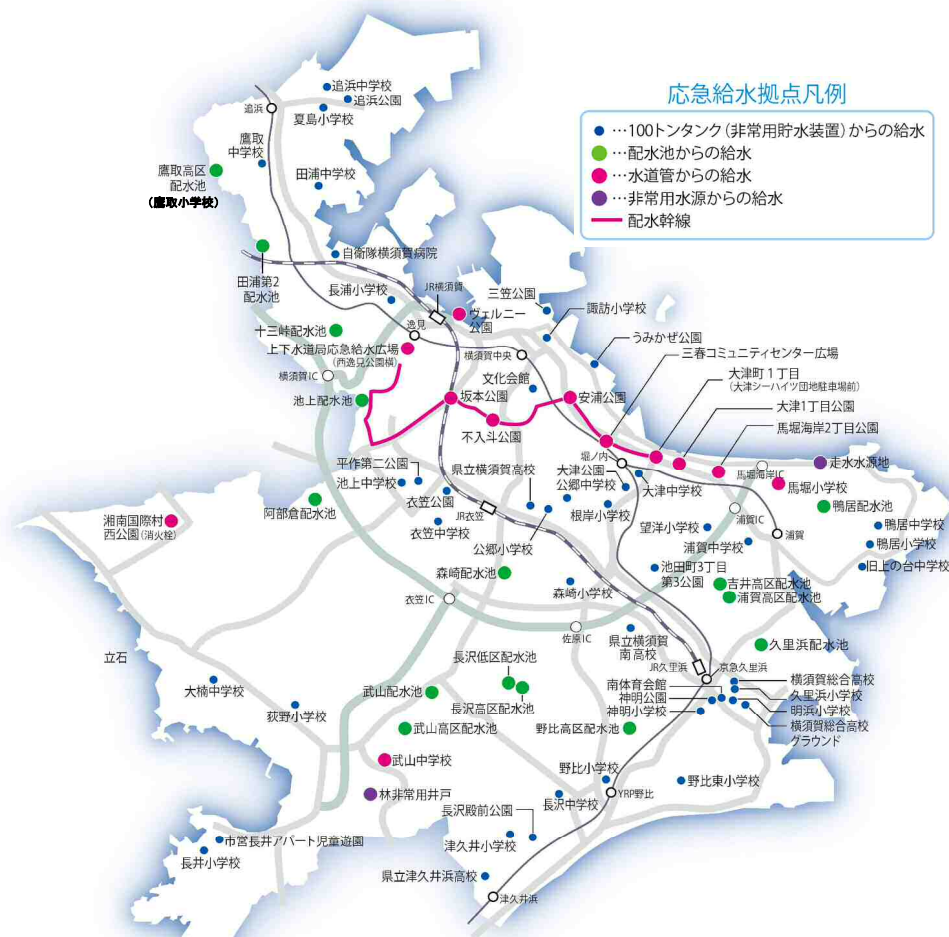 応急給水拠点凡例
…100トンタンク(非常用貯水装置)からの給水
…配水池からの給水
…水道管からの給水
…非常用水源からの給水
配水幹線
追浜中学校
追浜公園
追浜
夏島小学校
鷹取
中学校
鷹取高区
配水池
(鷹取小学校)
田浦中学校
自衛隊横須賀病院
田浦第2
配水池
長浦小学校
JR横須賀
三笠公園
ヴェルニー
公園
諏訪小学校
十三峠配水池
逸見
上下水道局応急給水広場
(西逸見公園横)
うみかぜ公園
横須賀中央
三春コミュニティセンター広場
横須賀IC
文化会館
大津町1丁目
(大津シーハイツ団地駐車場前)
池上配水池
坂本公園
安浦公園
大津1丁目公園
不入斗公園
馬堀海岸2丁目公園
堀ノ内
平作第二公園
池上中学校
県立横須賀高校
大津公園
公郷中学校
大津中学校
馬堀海岸IC
走水水源地
馬堀小学校
衣笠公園
阿部倉配水池
JR衣笠
根岸小学校
浦賀IC
鴨居配水池
湘南国際村
西公園(消火栓)
衣笠中学校
望洋小学校
浦賀
鴨居中学校
公郷小学校
浦賀中学校
鴨居小学校
森崎配水池
池田町3丁目
第3公園
旧上の台中学校
森崎小学校
吉井高区配水池
浦賀高区配水池
衣笠IC
佐原IC
県立横須賀
南高校
久里浜配水池
立石
長沢低区配水池
JR久里浜
京急久里浜
大楠中学校
武山配水池
南体育会館
横須賀総合高校
神明公園
久里浜小学校
荻野小学校
長沢高区配水池
神明小学校
明浜小学校
武山高区配水池
野比高区配水池
横須賀総合高校
グラウンド
武山中学校
野比小学校
野比東小学校
林非常用井戸
長沢中学校
YRP野比
長沢殿前公園
市営長井アパート児童遊園
津久井小学校
長井小学校
県立津久井浜高校
津久井浜